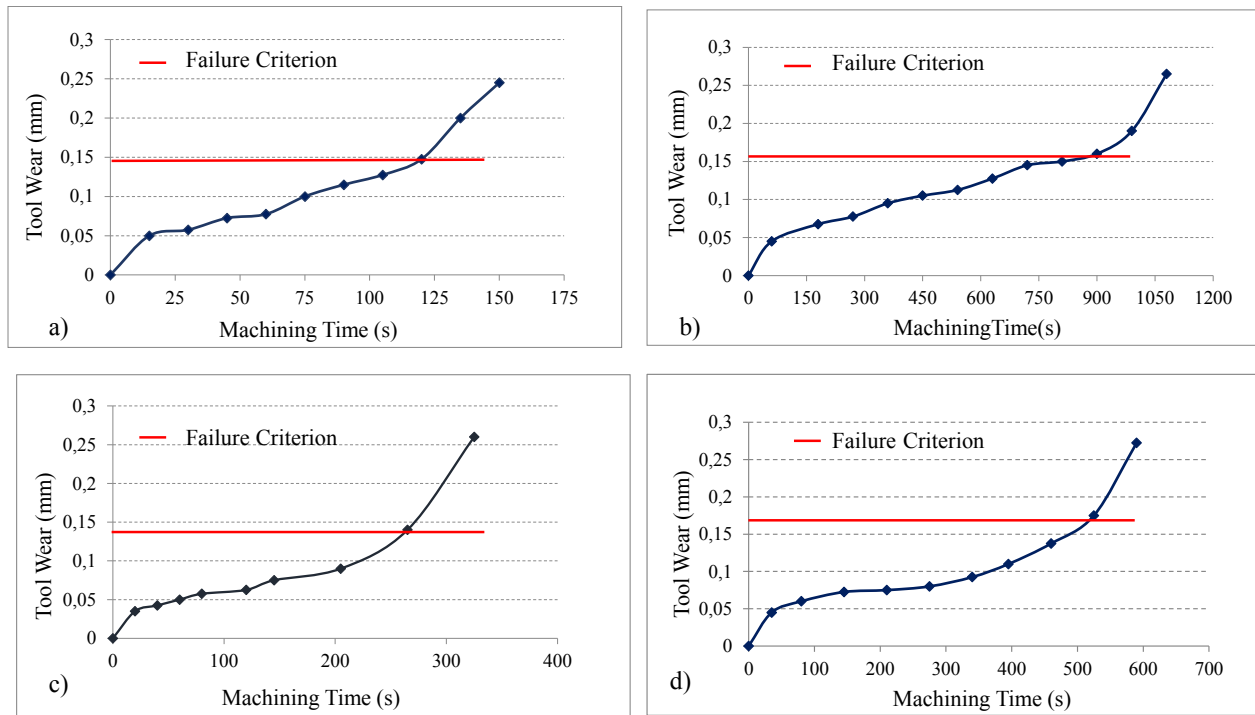 0,3
0,25
0,2
0,15
0,1
0,05
0
Tool Wear (mm)
Failure Criterion
0 25 50 75 100 125 150 175
Machining Time (s)
a)
0,3
0,25
0,2
0,15
0,1
0,05
0
Tool Wear (mm)
Failure Criterion
0 150 300 450 600 750 900 1050 1200
MachiningTime(s)
b)
0,3
0,25
0,2
0,15
0,1
0,05
0
Tool Wear (mm)
Failure Criterion
0 100 200 300 400
Machining Time (s)
c)
0,3
0,25
0,2
0,15
0,1
0,05
0
Tool Wear (mm)
Failure Criterion
0 100 200 300 400 500 600 700
Machining Time (s)
d)